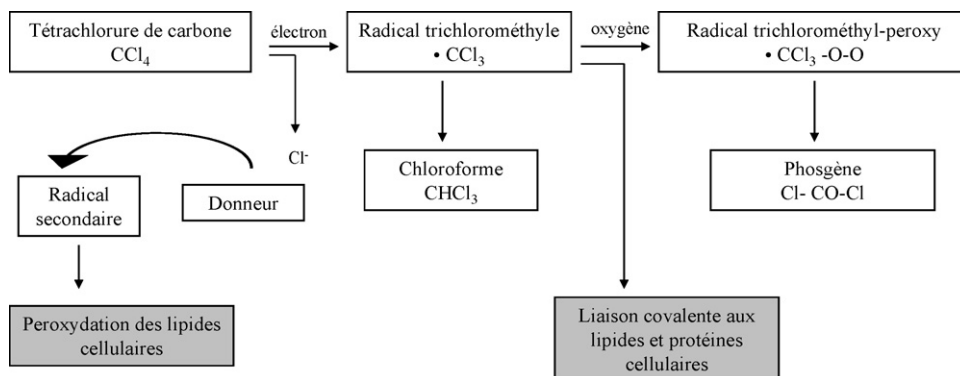 Tétrachlorure de carbone
CCl₄
électron
Radical trichlorométhyle
• CCl₃
oxygène
Radical trichlorométhyl-peroxy
• CCl₃ -O-O
Cl⁻
Chloroforme
CHCl₃
Phosgène
Cl- CO-Cl
Radical
secondaire
Donneur
Peroxydation des lipides
cellulaires
Liaison covalente aux
lipides et protéines
cellulaires